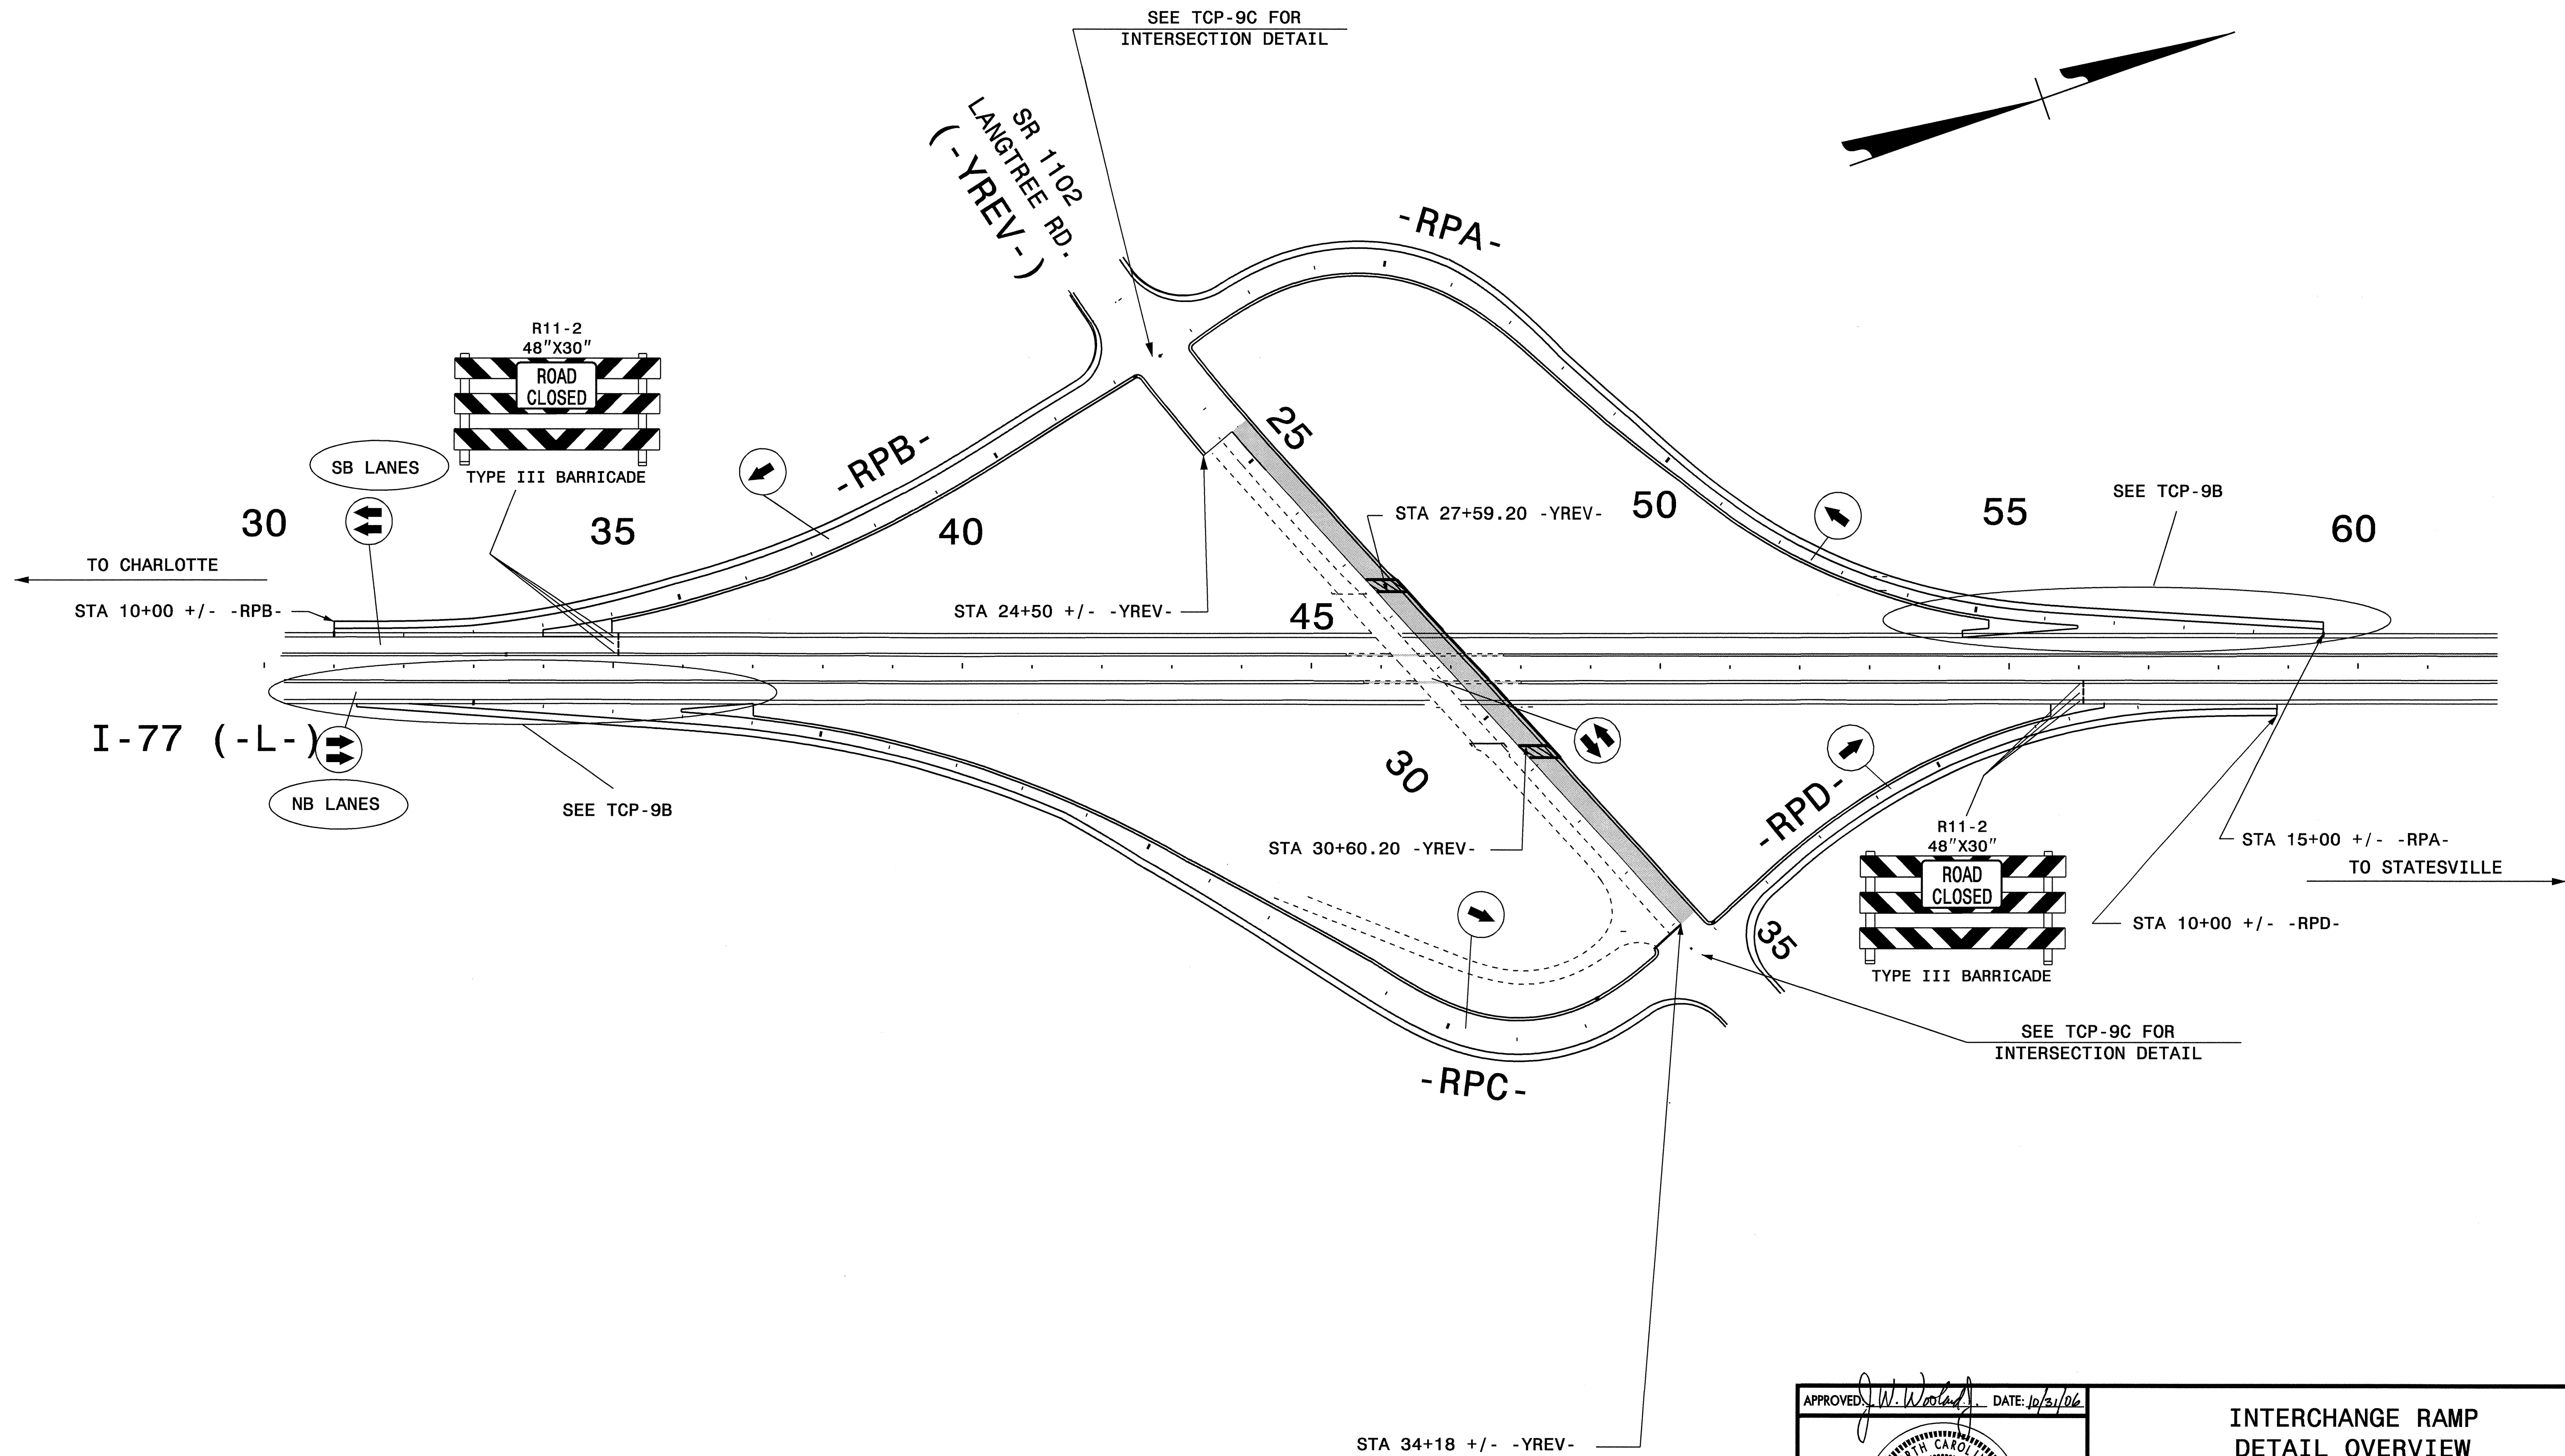 SEE TCP-9C FOR
INTERSECTION DETAIL
SR 1102
LANGTREE RD.
(-YREV-)
-RPA-
R11-2
48"X30"
ROAD
CLOSED
TYPE III BARRICADE
SB LANES
-RPB-
25
30
35
40
STA 27+59.20 -YREV-
50
55
SEE TCP-9B
60
TO CHARLOTTE
STA 10+00 +/- -RPB-
STA 24+50 +/- -YREV-
45
I-77 (-L-)
NB LANES
SEE TCP-9B
30
STA 30+60.20 -YREV-
-RPD-
R11-2
48"X30"
ROAD
CLOSED
TYPE III BARRICADE
STA 15+00 +/- -RPA-
TO STATESVILLE
STA 10+00 +/- -RPD-
35
SEE TCP-9C FOR
INTERSECTION DETAIL
-RPC-
STA 34+18 +/- -YREV-
APPROVED: DATE: 10/31/06
INTERCHANGE RAMP
DETAIL OVERVIEW